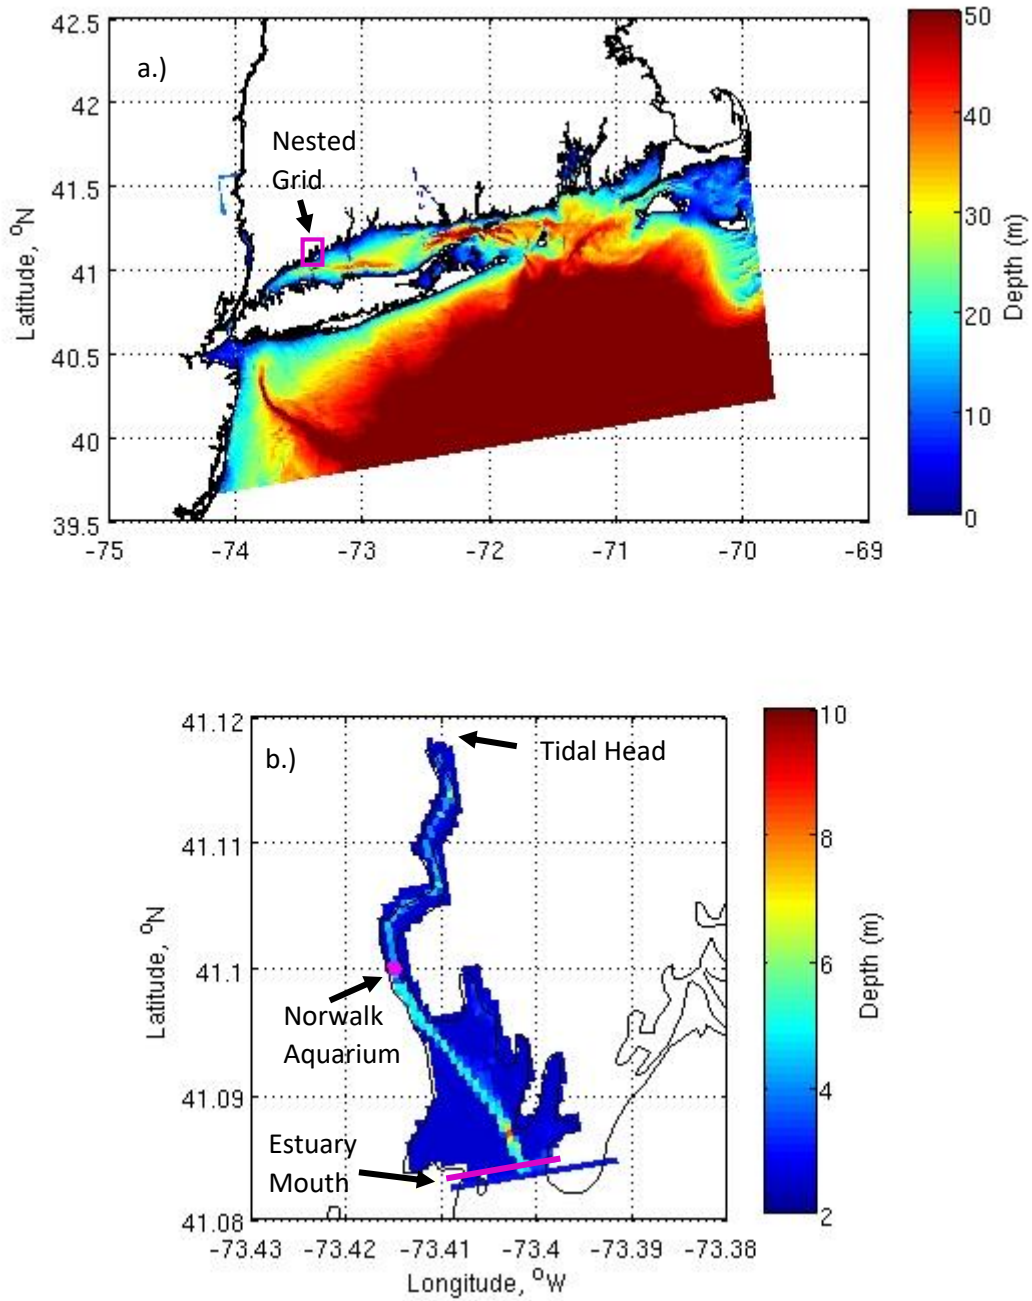 42.5
42
41.5
41
40.5
40
39.5
Latitude, °N
a.)
Nested
Grid
-75
-74
-73
-72
-71
-70
-69
50
40
30
20
10
0
Depth (m)
41.12
41.11
41.1
41.09
41.08
Latitude, °N
b.)
Tidal Head
Norwalk
Aquarium
Estuary
Mouth
-73.43
-73.42
-73.41
-73.4
-73.39
-73.38
Longitude, °W
10
8
6
4
2
Depth (m)